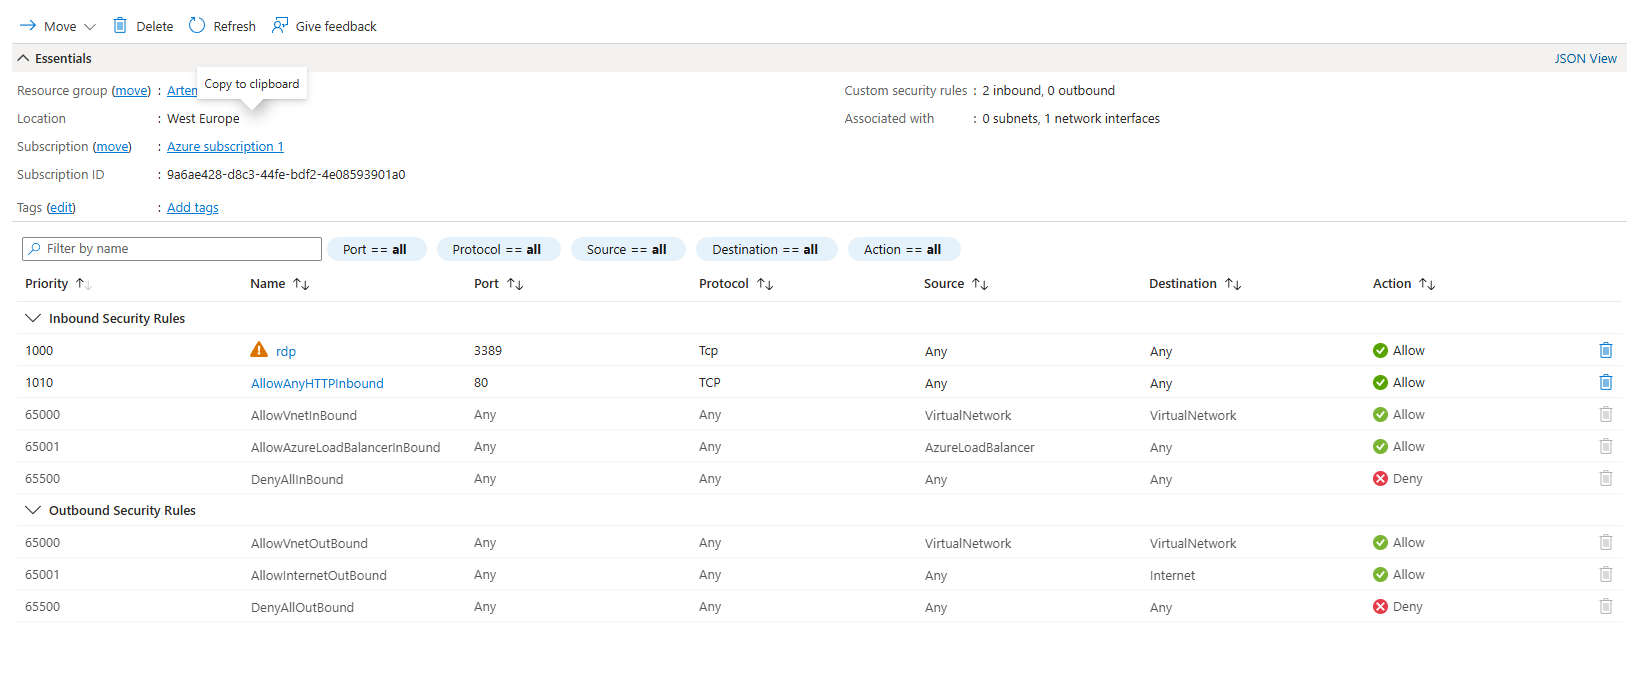 Move Delete Refresh Give feedback
Essentials JSON View
Copy to clipboard
Resource group (move) : Custom security rules : 2 inbound, 0 outbound
Location : West Europe Associated with : 0 subnets, 1 network interfaces
Subscription (move) : Azure subscription 1
Subscription ID : 9a6ae428-d8c3-44fe-bdf2-4e08593901a0
Tags (edit) : Add tags
Filter by name Port == all Protocol == all Source == all Destination == all Action == all
Priority ↑↓ Name ↑↓ Port ↑↓ Protocol ↑↓ Source ↑↓ Destination ↑↓ Action ↑↓
Inbound Security Rules
1000 rdp 3389 Tcp Any Any Allow
1010 AllowAnyHTTPInbound 80 TCP Any Any Allow
65000 AllowVnetInBound Any Any VirtualNetwork VirtualNetwork Allow
65001 AllowAzureLoadBalancerInBound Any Any AzureLoadBalancer Any Allow
65500 DenyAllInBound Any Any Any Any Deny
Outbound Security Rules
65000 AllowVnetOutBound Any Any VirtualNetwork VirtualNetwork Allow
65001 AllowInternetOutBound Any Any Any Internet Allow
65500 DenyAllOutBound Any Any Any Any Deny